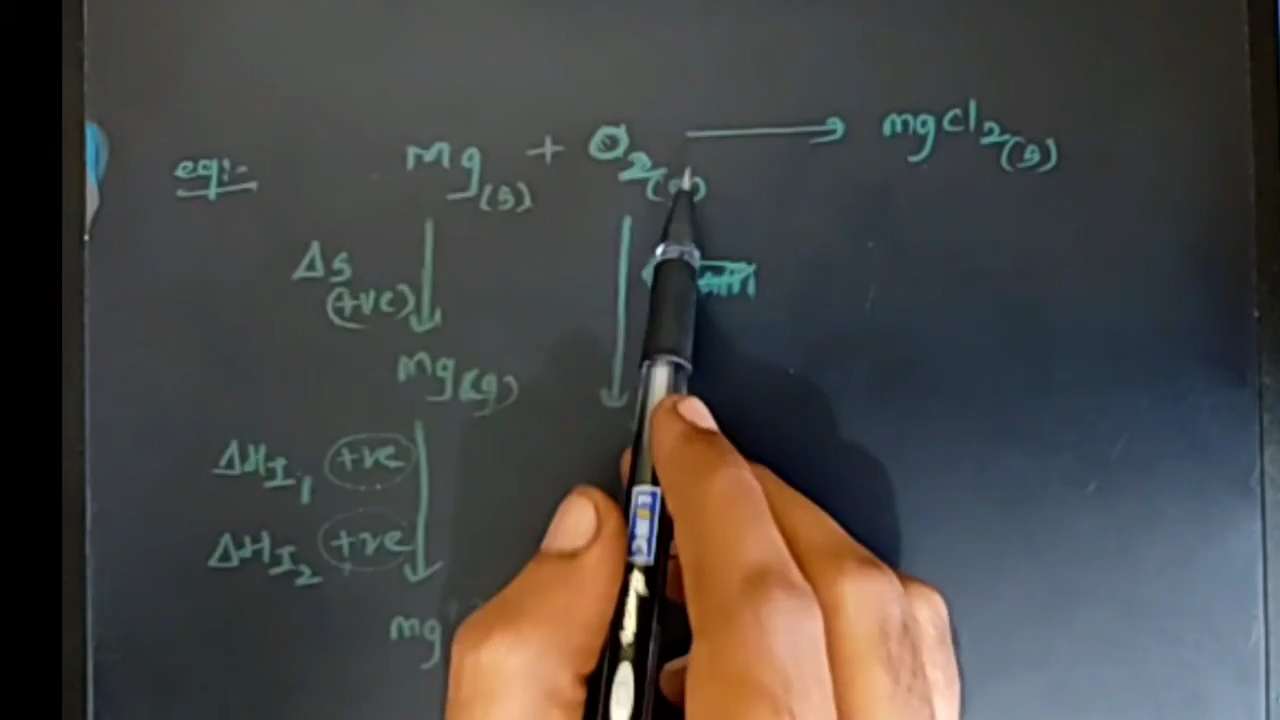 eg:- Mg(s) + O2 → MgCl2(s)
ΔS
(+ve)
Mg(g)
ΔHI1 +ve
ΔHI2 +ve
Mg